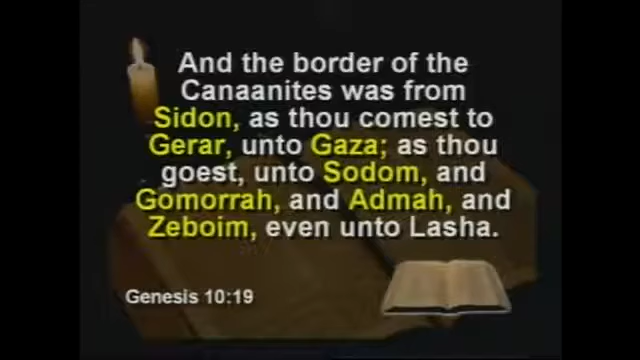 And the border of the
Canaanites was from
Sidon, as thou comest to
Gerar, unto Gaza; as thou
goest, unto Sodom, and
Gomorrah, and Admah, and
Zeboim, even unto Lasha.
Genesis 10:19